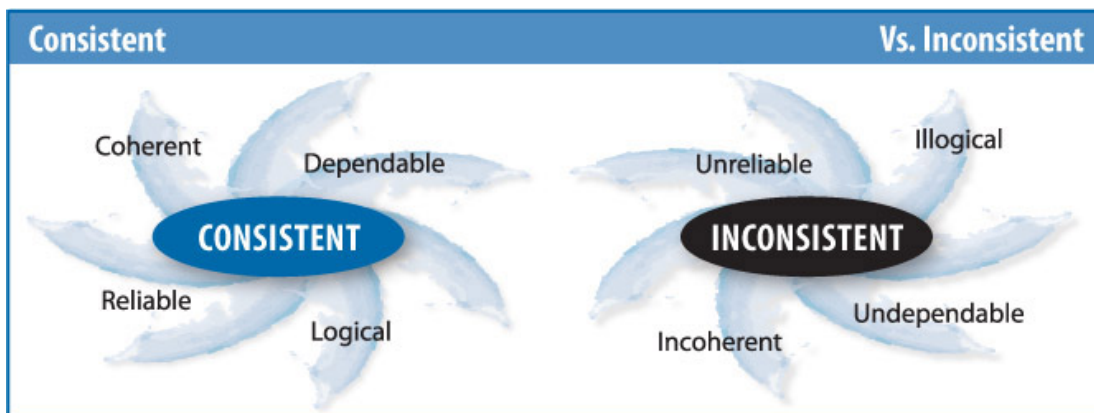 Consistent
Vs. Inconsistent
Coherent
Dependable
CONSISTENT
Reliable
Logical
Unreliable
Illogical
INCONSISTENT
Undependable
Incoherent